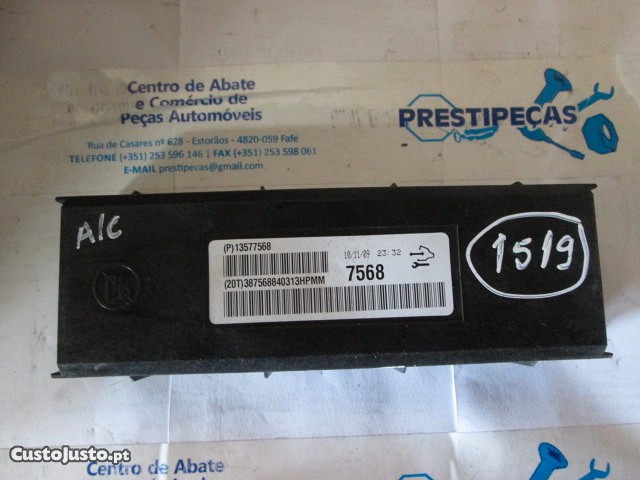 Centro de Abate
e Comércio de
Peças Automóveis
PRESTIPEÇAS
Rua de Casares nº 628 - Estorãos - 4820-059 Fafe
TELEFONE (+351) 253 596 146 | FAX (+351) 253 598 061
E-MAIL prestipecas@gmail.com
A/C
(P)13577568
10/11/09 23:32
7568
(20T)387568840313HPMM
1519
Centro de Abate
e Comércio de
CustoJusto.pt